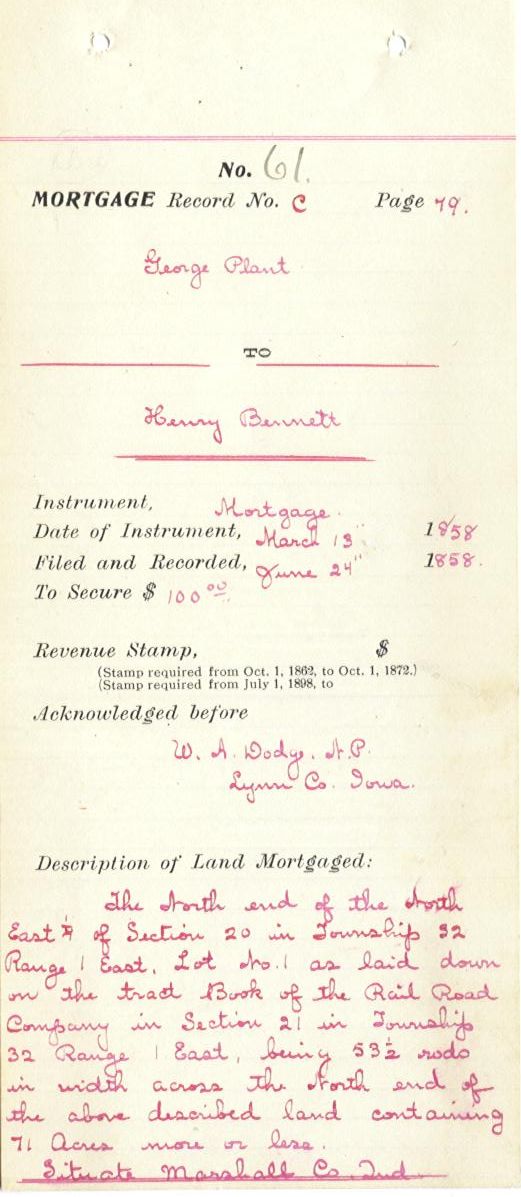 No. 61.
MORTGAGE Record No. C Page 79.
George Plant
TO
Henry Bennett
Instrument, Mortgage.
Date of Instrument, March 13" 1858
Filed and Recorded, June 24" 1858.
To Secure $ 100⁰⁰.
Revenue Stamp, $
(Stamp required from Oct. 1, 1862, to Oct. 1, 1872.)
(Stamp required from July 1, 1898, to
Acknowledged before
W. A. Dodge. N.P.
Lynn Co. Iowa.
Description of Land Mortgaged:
The North end of the North
East ¼ of Section 20 in Township 32
Range 1 East, Lot No. 1 as laid down
on the tract Book of the Rail Road
Company in Section 21 in Township
32 Range 1 East, being 53½ rods
in width across the North end of
the above described land containing
71 Acres more or less.
Situate Marshall Co. Ind.